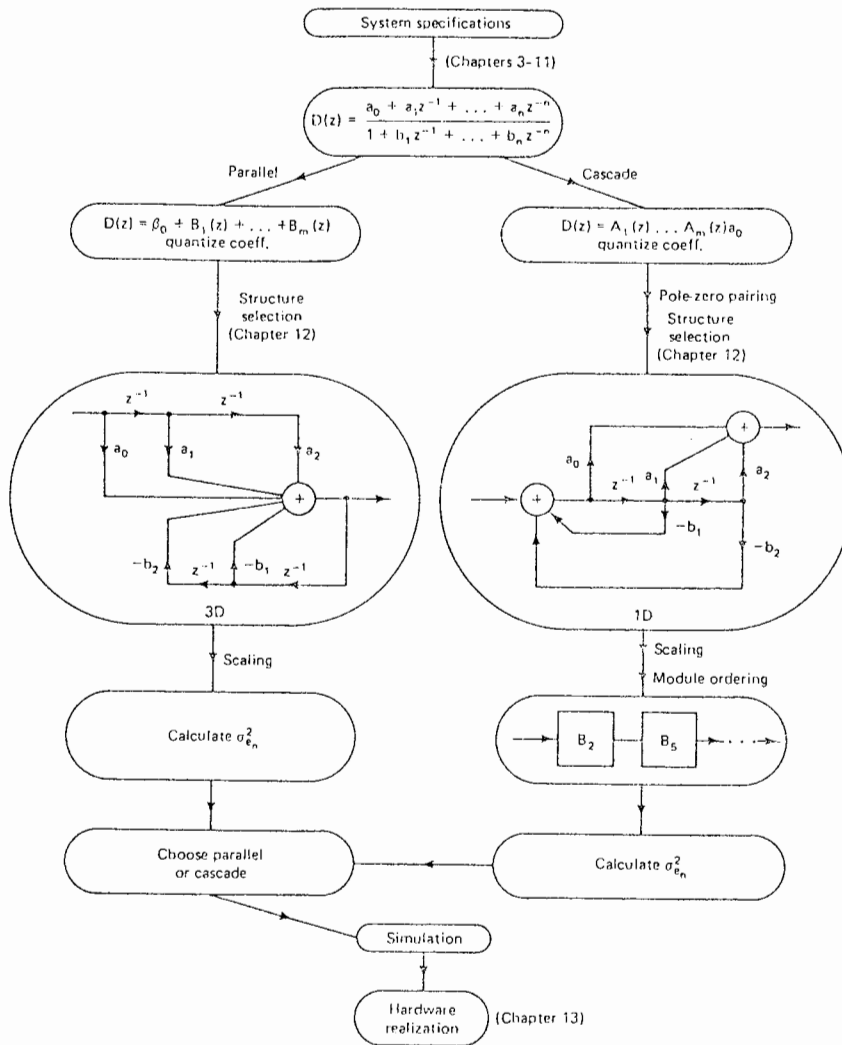 System specifications
(Chapters 3-11)
D(z) = a₀ + a₁z⁻¹ + . . . + aₙz⁻ⁿ
1 + b₁z⁻¹ + . . . + bₙz⁻ⁿ
Parallel
Cascade
D(z) = β₀ + B₁(z) + . . . +Bₘ(z)
quantize coeff.
D(z) = A₁(z) . . . Aₘ(z)a₀
quantize coeff.
Structure
selection
(Chapter 12)
Pole-zero pairing
Structure
selection
(Chapter 12)
z⁻¹
z⁻¹
a₀
a₁
a₂
+
-b₂
z⁻¹
-b₁
z⁻¹
3D
+
a₀
z⁻¹
a₁
z⁻¹
a₂
+
-b₁
-b₂
1D
Scaling
Scaling
Module ordering
Calculate σ²eₙ
B₂
B₅
. . .
Choose parallel
or cascade
Calculate σ²eₙ
Simulation
Hardware
realization
(Chapter 13)